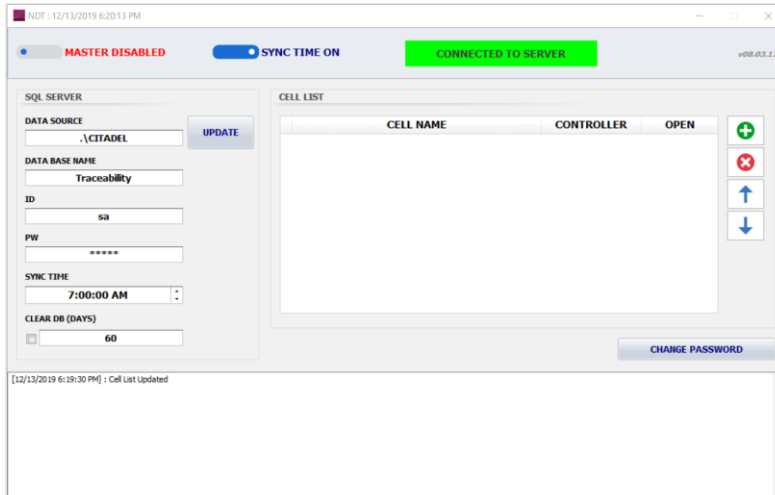 NDT : 12/13/2019 6:20:13 PM
MASTER DISABLED
SYNC TIME ON
CONNECTED TO SERVER
SQL SERVER
DATA SOURCE
.\CITADEL
UPDATE
DATA BASE NAME
Traceability
ID
sa
PW
*****
SYNC TIME
7:00:00 AM
CLEAR DB (DAYS)
60
CELL LIST
CELL NAME CONTROLLER OPEN
CHANGE PASSWORD
[12/13/2019 6:19:30 PM] : Cell List Updated